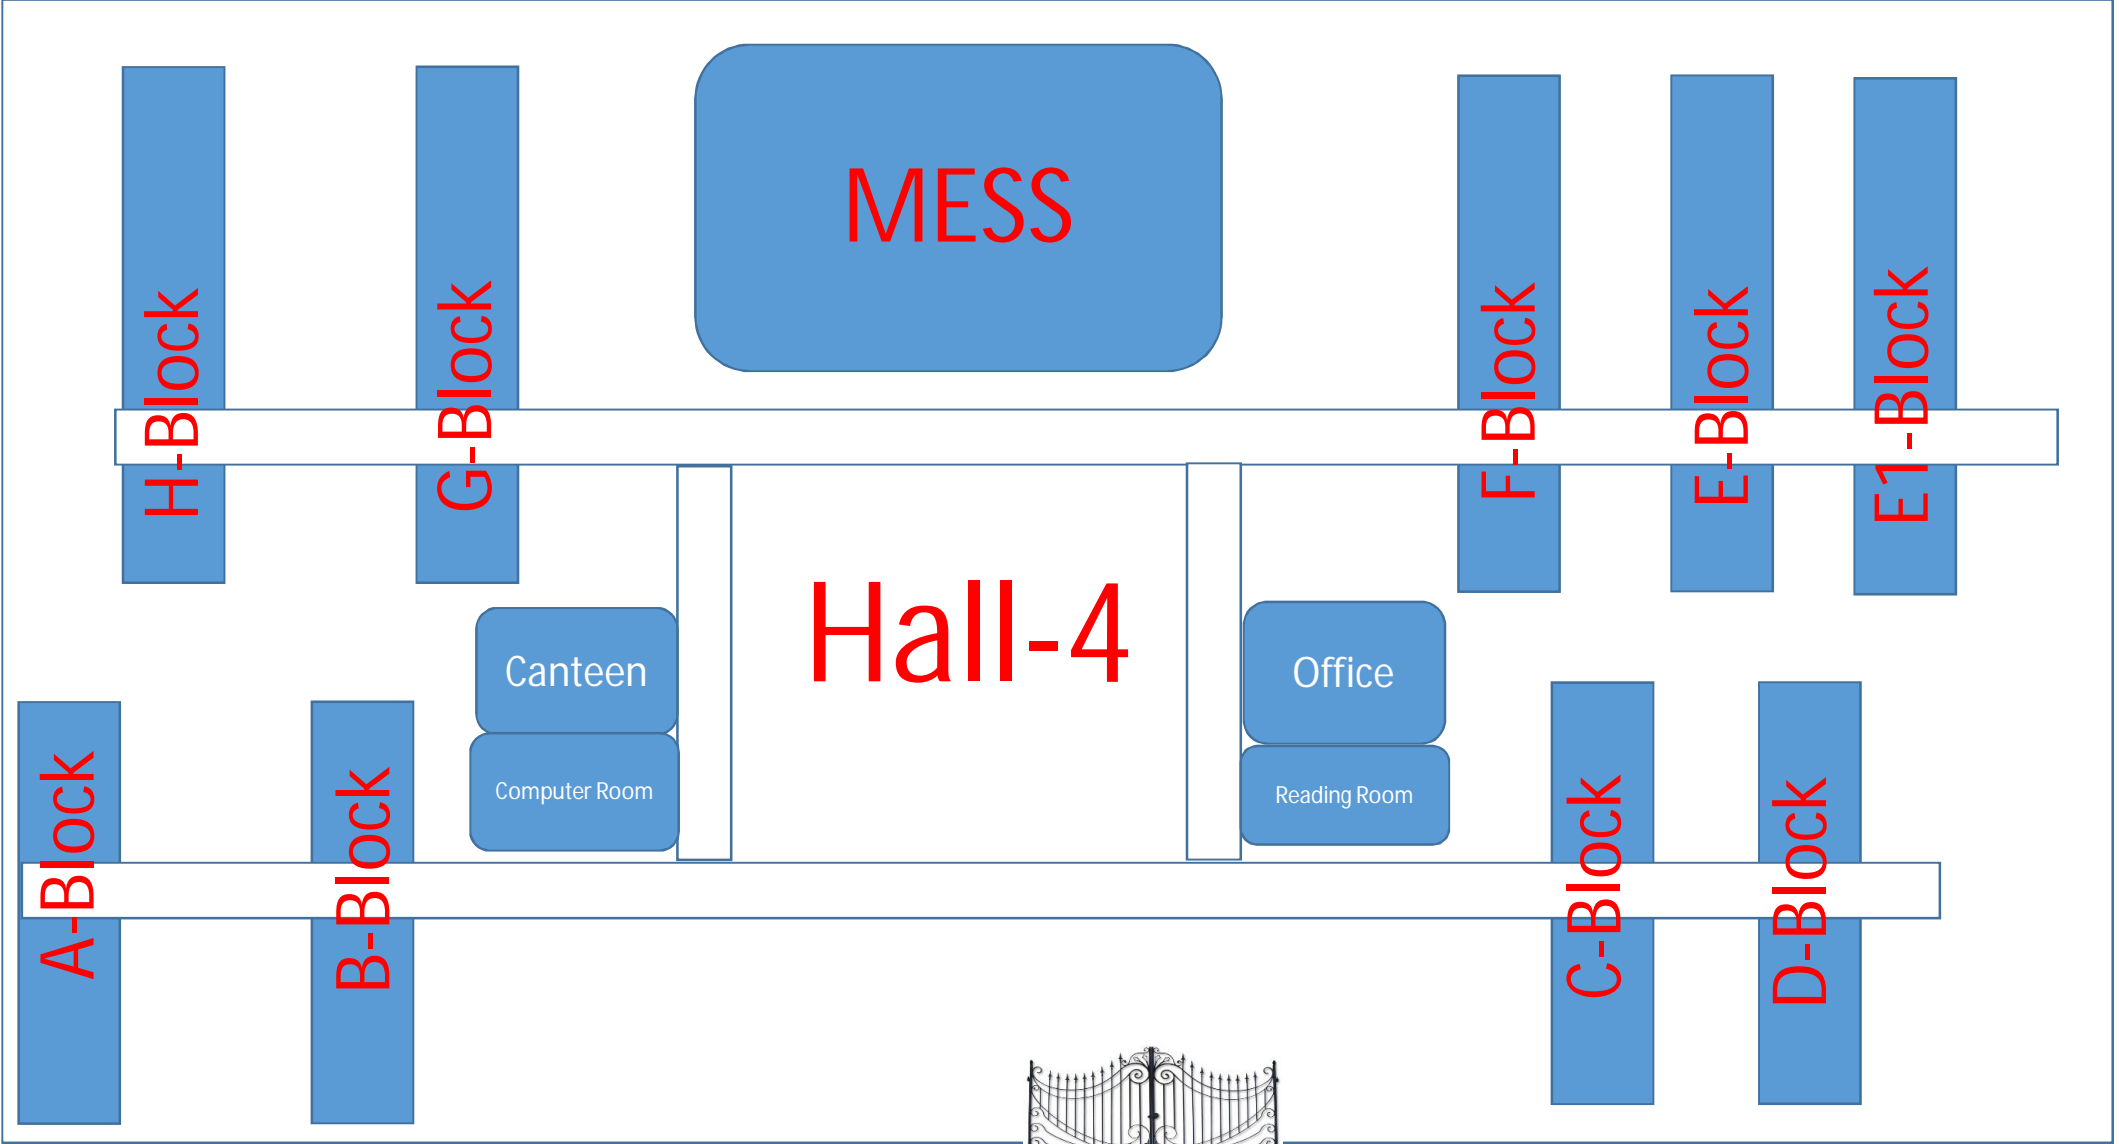 MESS
H-Block
G-Block
F-Block
E-Block
E1-Block
Hall-4
Canteen
Office
Computer Room
Reading Room
A-Block
B-Block
C-Block
D-Block